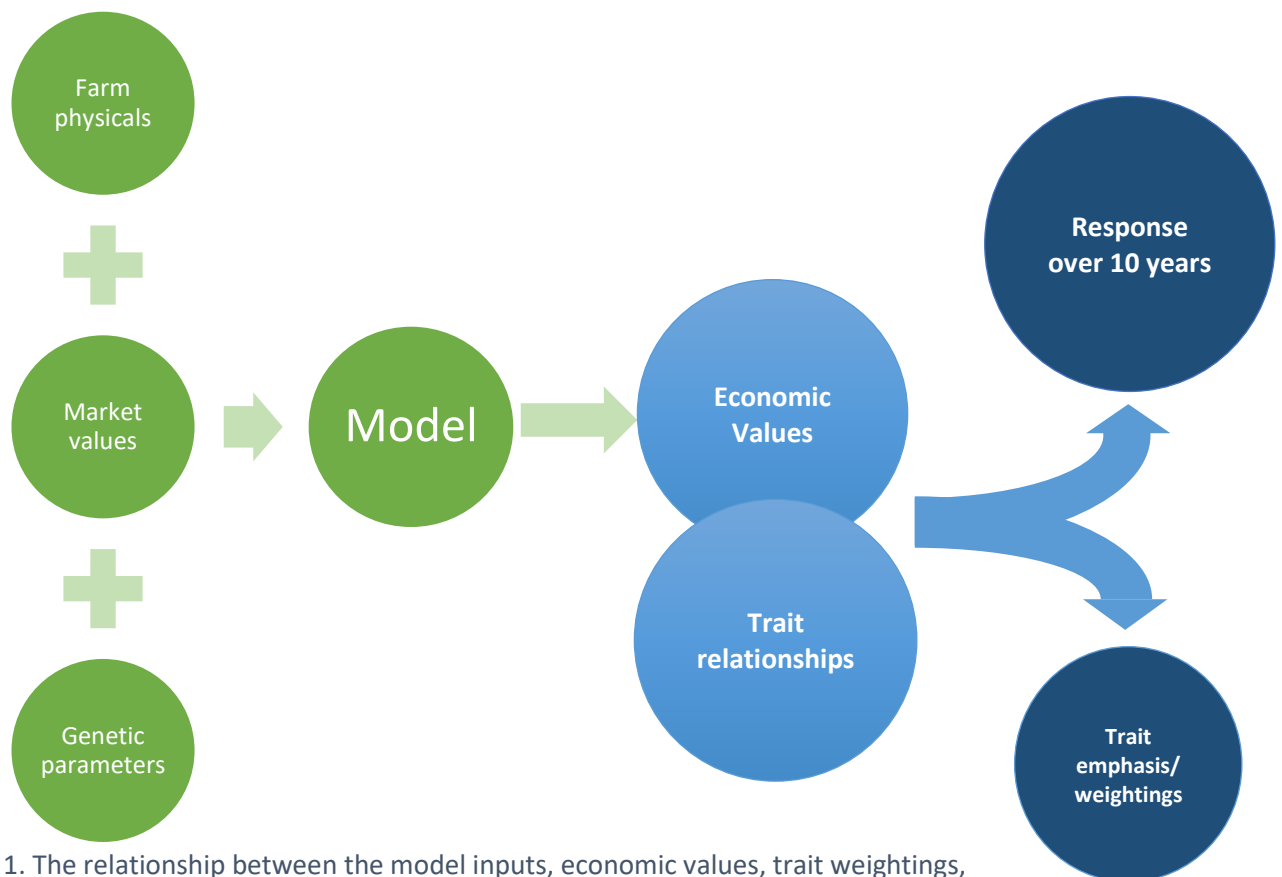 Farm
physicals
Market
values
Genetic
parameters
Model
Economic
Values
Trait
relationships
Response
over 10 years
Trait
emphasis/
weightings
1. The relationship between the model inputs, economic values, trait weightings,